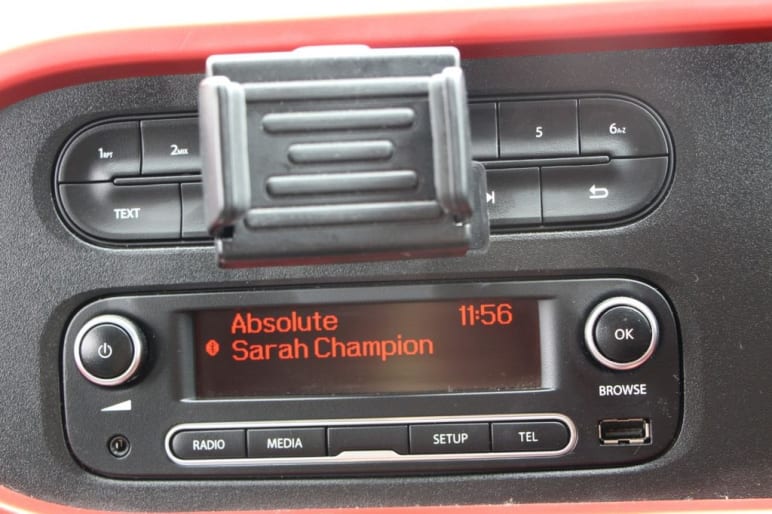 1RPT 2MIX 5 6A-Z
TEXT
Absolute 11:56
Sarah Champion
OK
BROWSE
RADIO MEDIA SETUP TEL